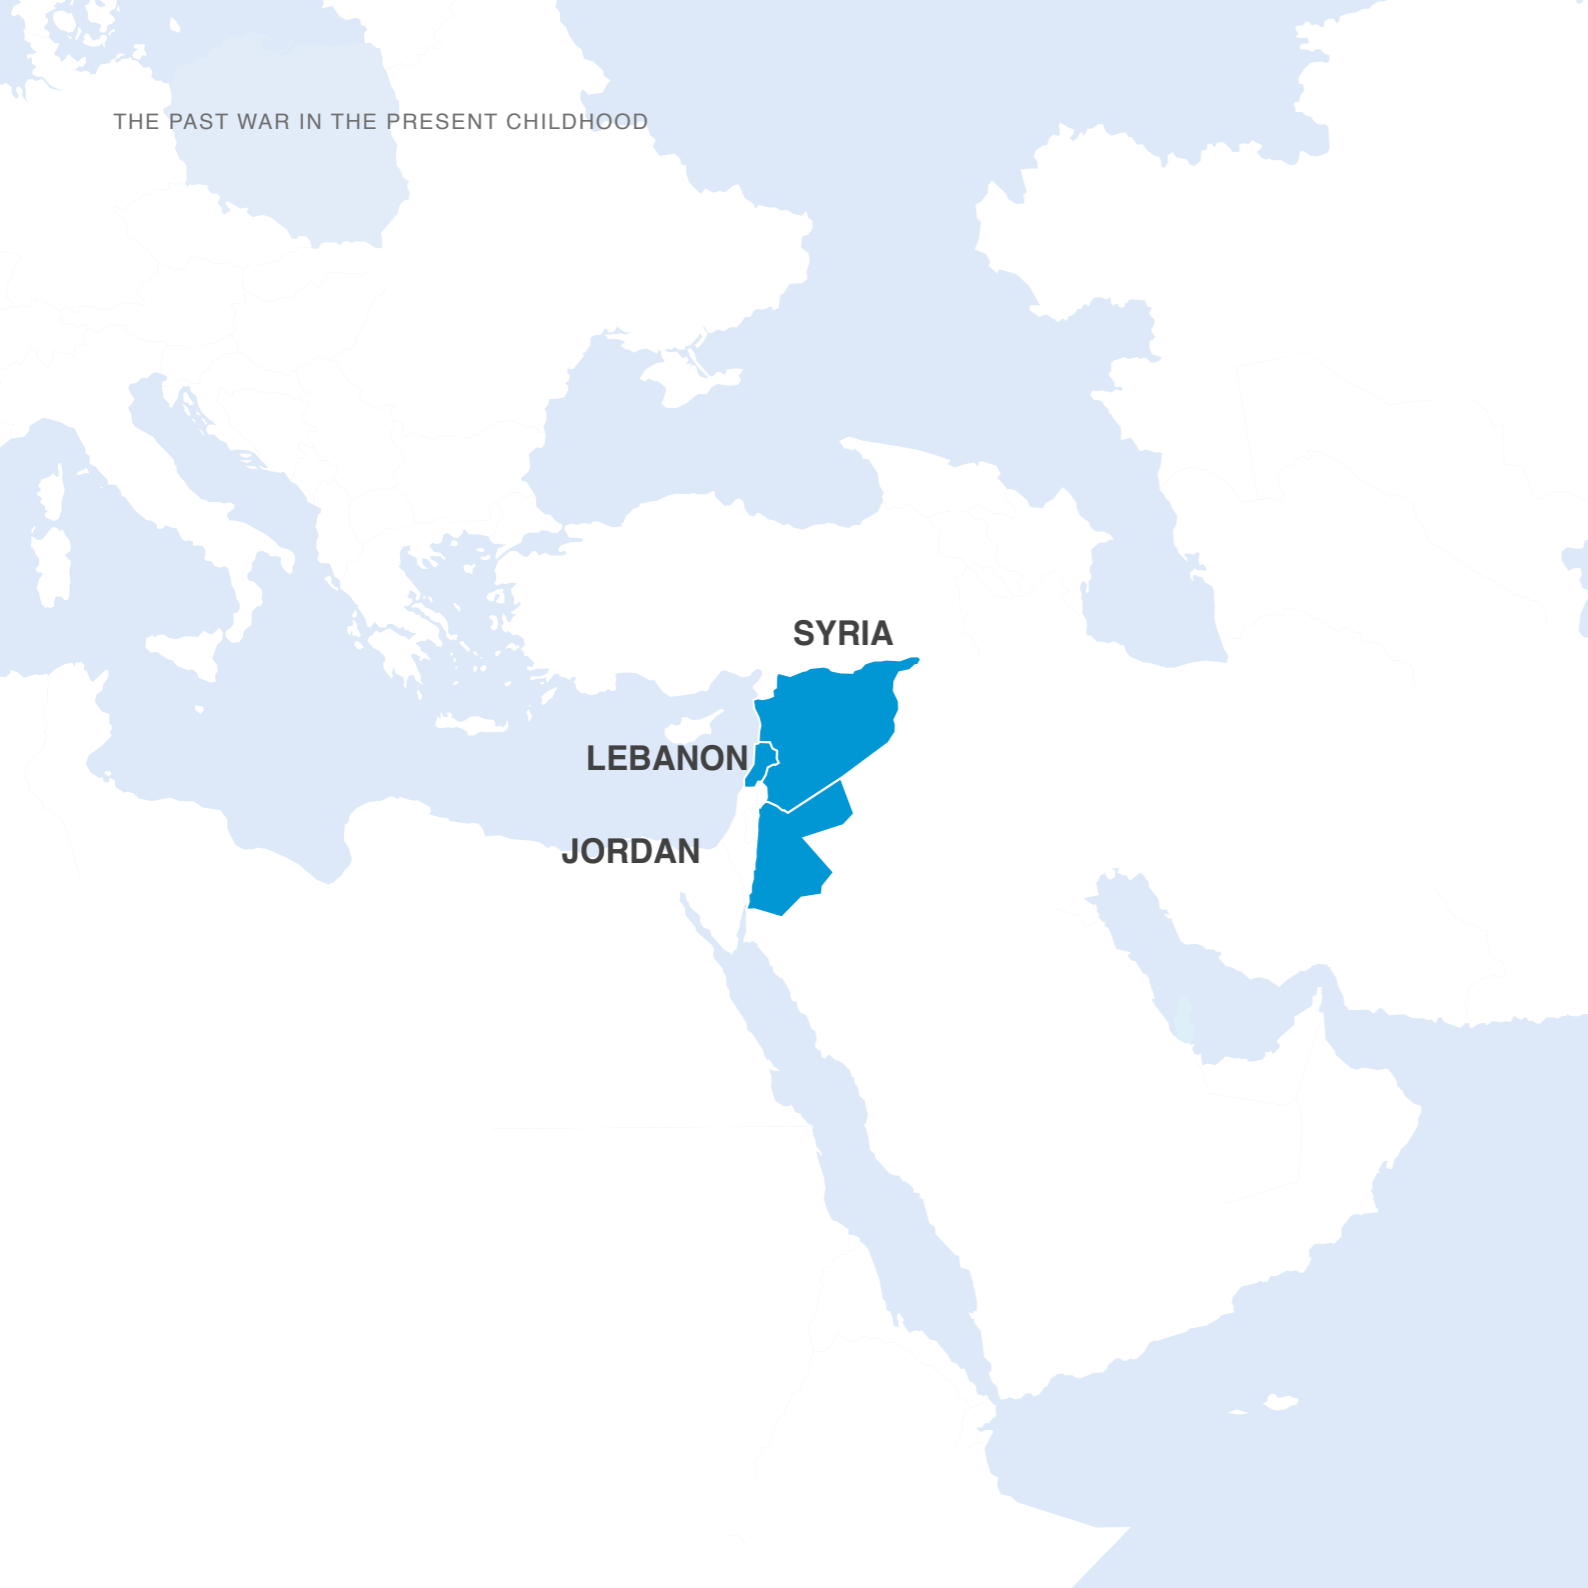 THE PAST WAR IN THE PRESENT CHILDHOOD
SYRIA
LEBANON
JORDAN